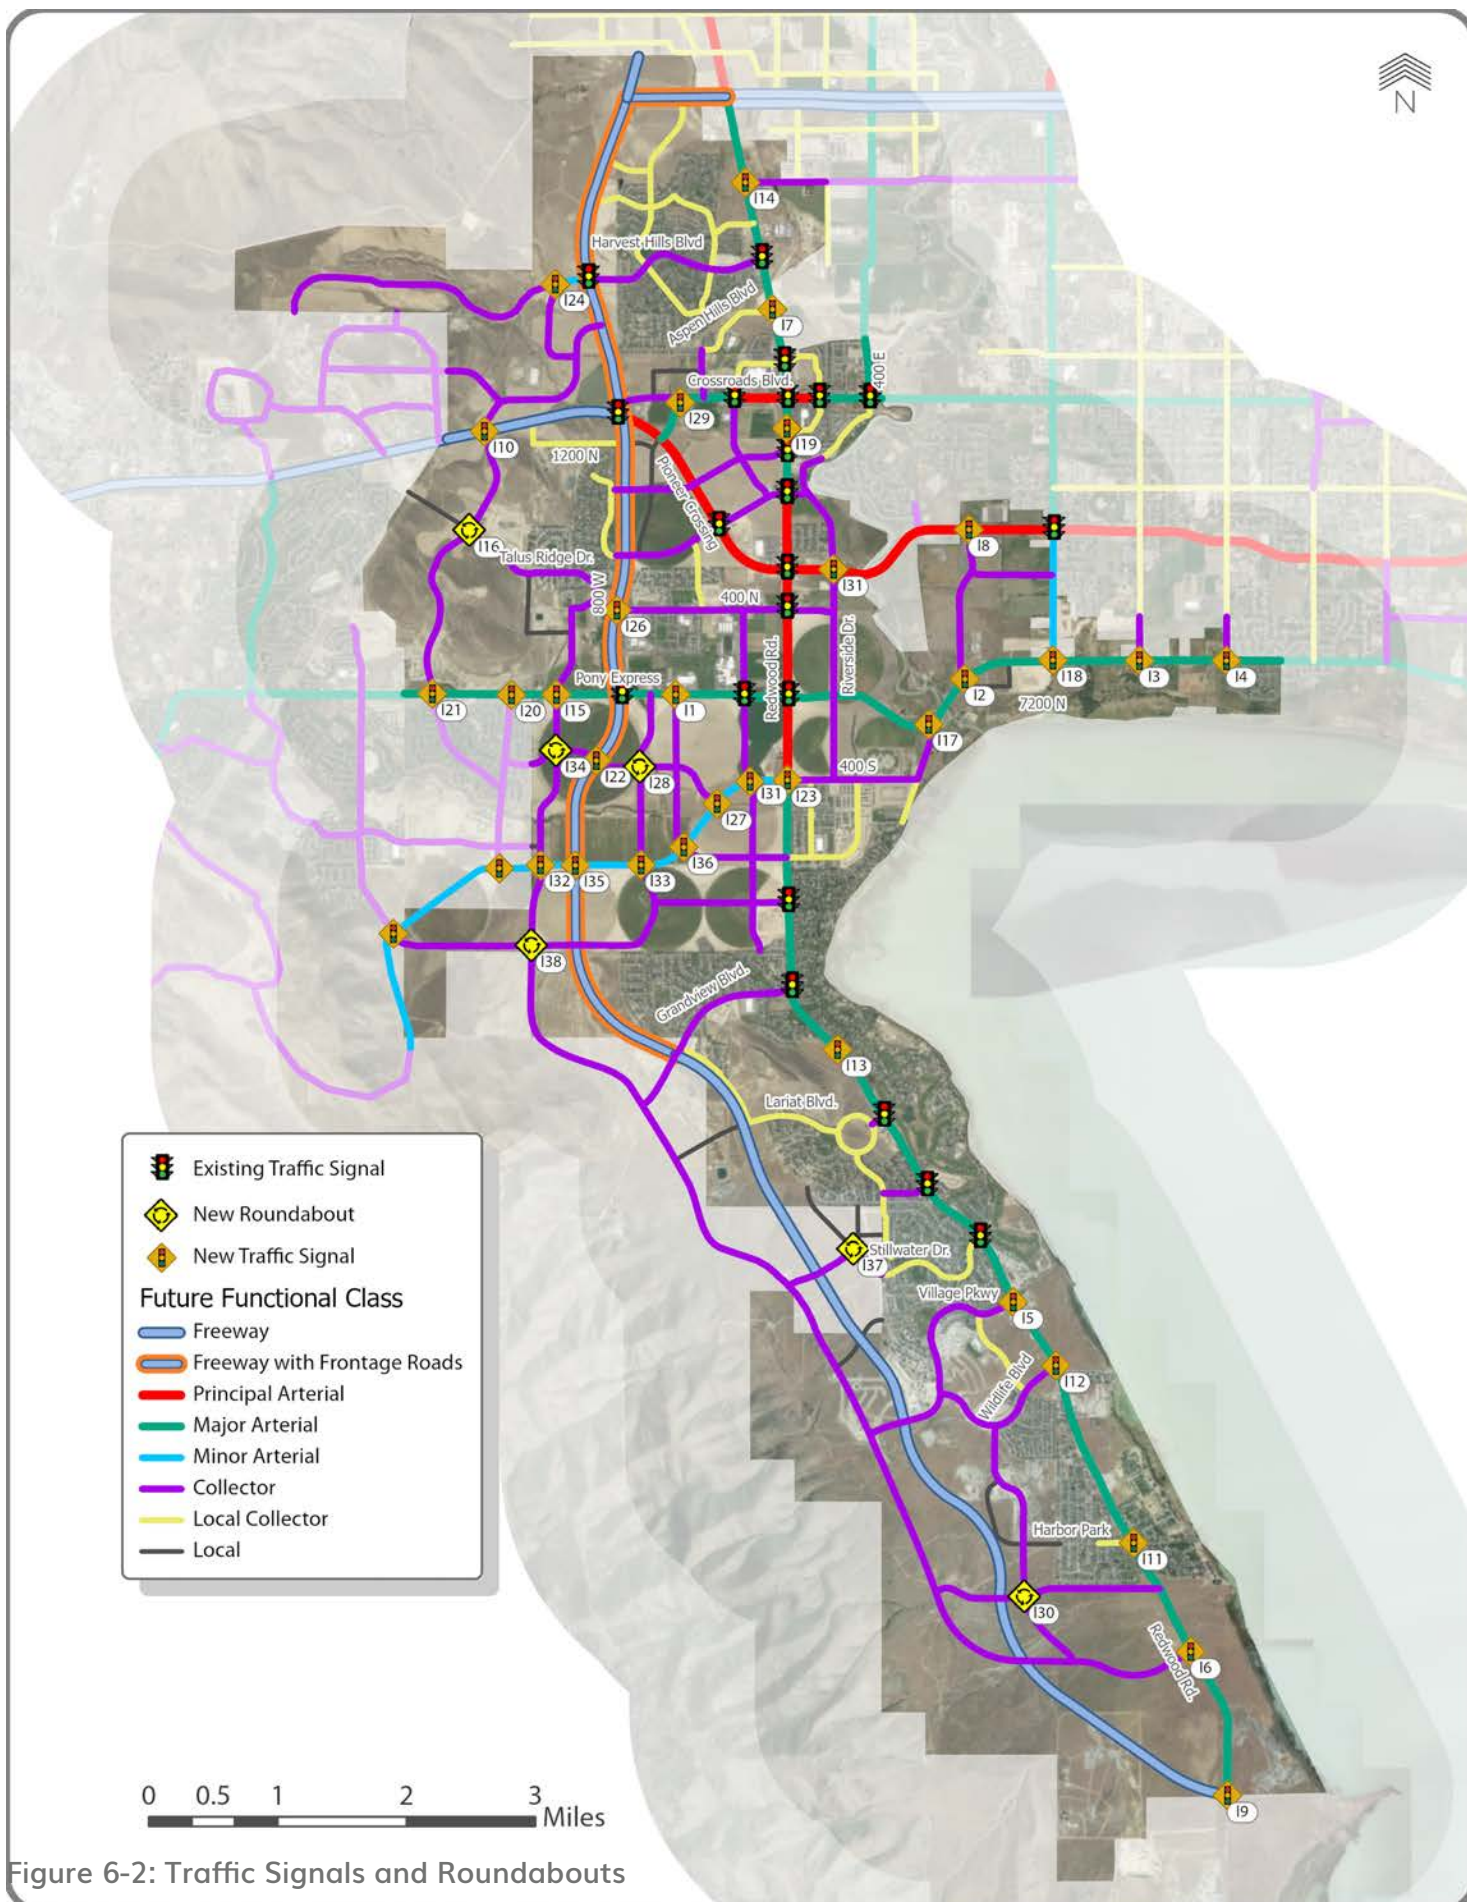 N
I14
Harvest Hills Blvd
I24
Aspen Hills Blvd
I7
400 E
Crossroads Blvd.
I29
I19
I10
1200 N
Pioneer Crossing
I16
Talus Ridge Dr.
I8
I31
800 W
400 N
I26
Redwood Rd.
Riverside Dr.
Pony Express
I21
I20
I15
I1
I2
I18
I3
I4
7200 N
I17
I34
I22
I28
400 S
I31
I23
I27
I36
I32
I35
I33
I38
Grandview Blvd.
I13
Lariat Blvd.
Existing Traffic Signal
New Roundabout
New Traffic Signal
Future Functional Class
Freeway
Freeway with Frontage Roads
Principal Arterial
Major Arterial
Minor Arterial
Collector
Local Collector
Local
Stillwater Dr.
I37
Village Pkwy
I5
I12
Wildlife Blvd
Harbor Park
I11
I30
Redwood Rd.
I6
I9
0 0.5 1 2 3
Miles
Figure 6-2: Traffic Signals and Roundabouts